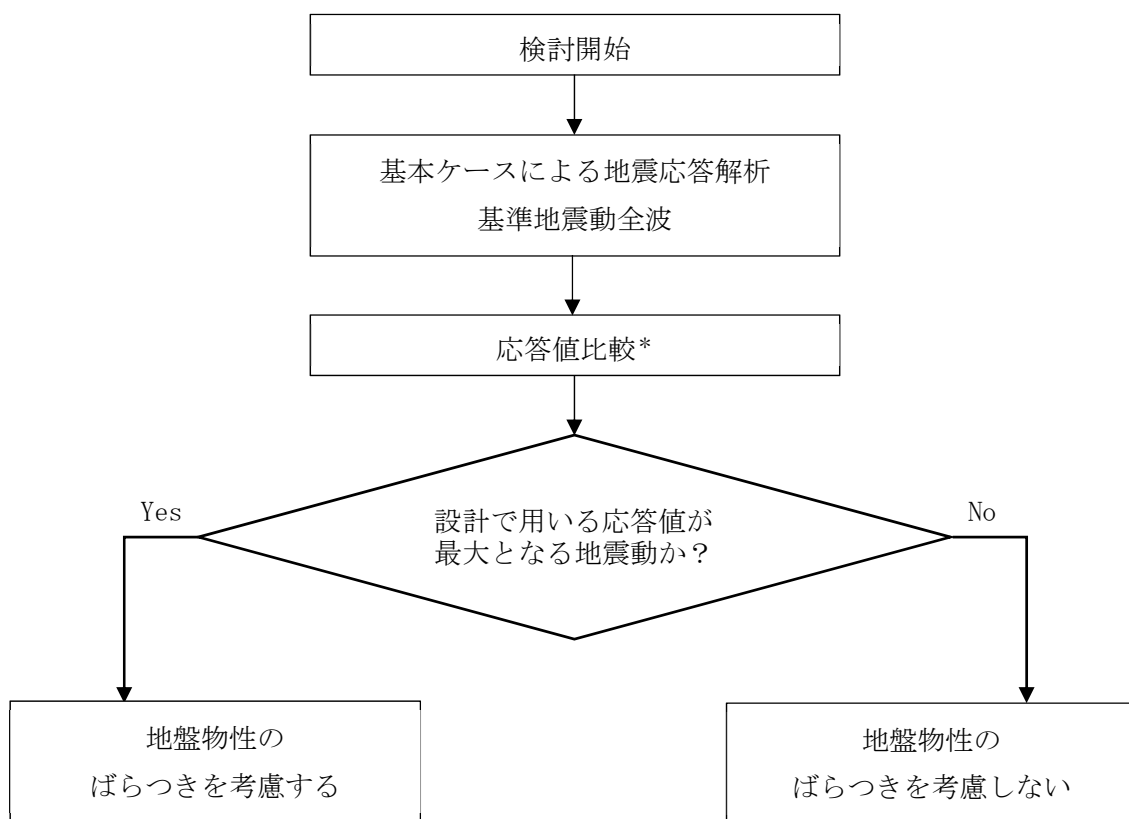 検討開始
基本ケースによる地震応答解析
基準地震動全波
応答値比較*
設計で用いる応答値が
最大となる地震動か？
Yes
No
地盤物性の
ばらつきを考慮する
地盤物性の
ばらつきを考慮しない